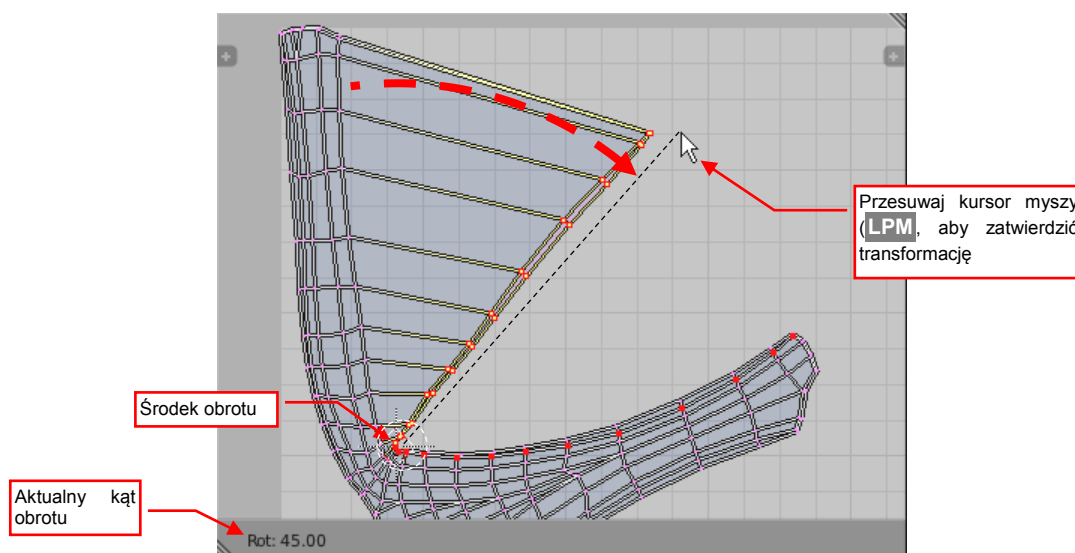 Przesuwaj kursor myszy
(LPM, aby zatwierdzić
transformację
Środek obrotu
Aktualny kąt
obrotu
Rot: 45.00